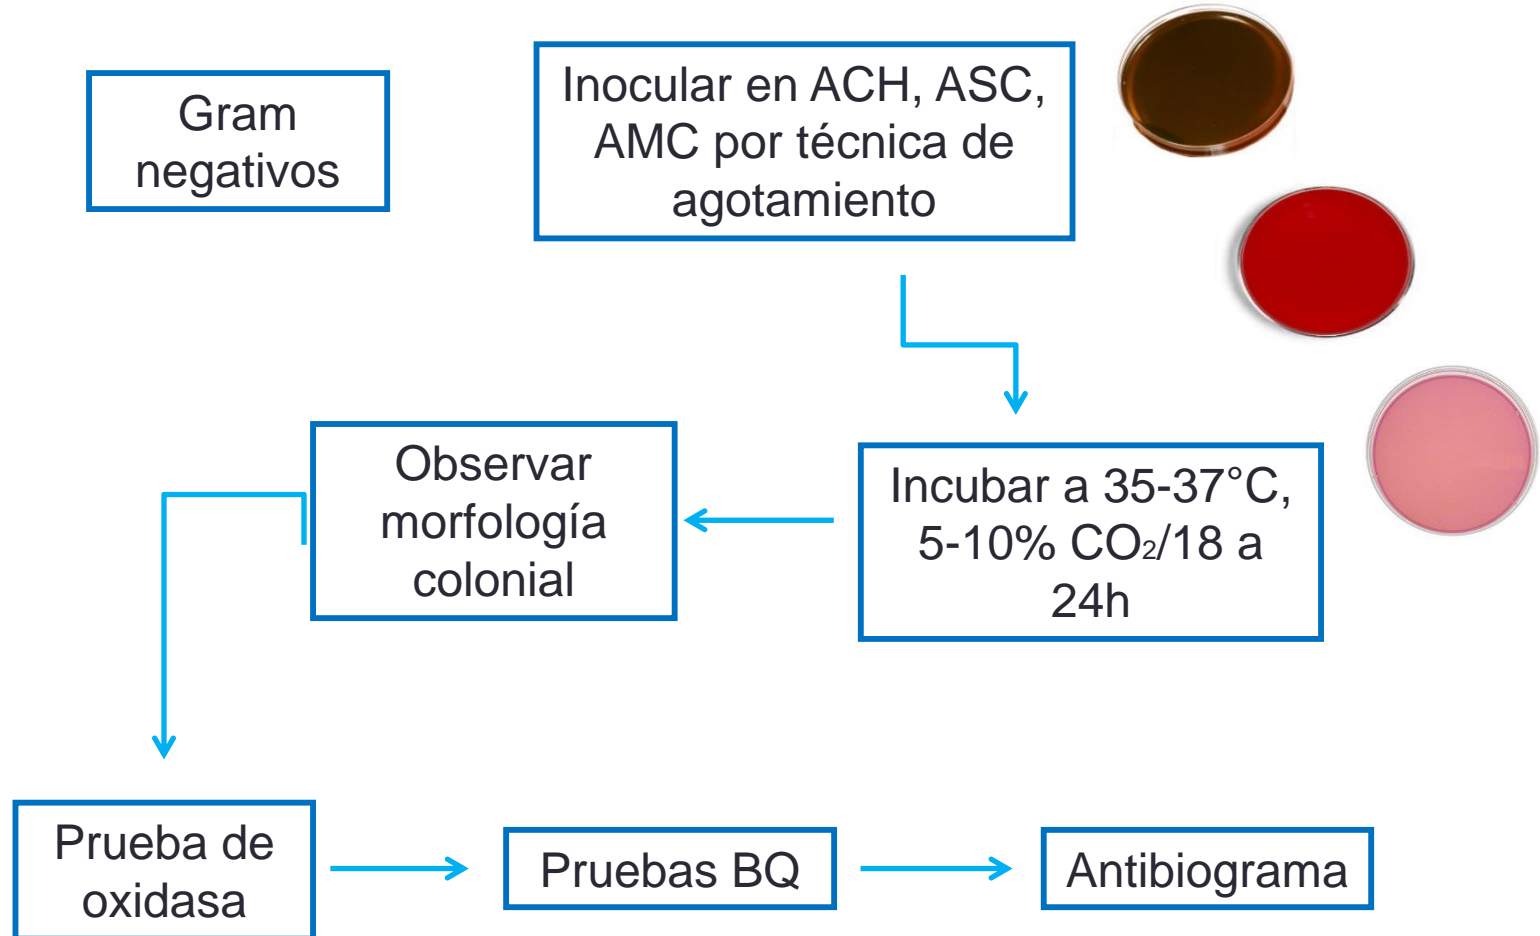 Gram
negativos
Inocular en ACH, ASC,
AMC por técnica de
agotamiento
Observar
morfología
colonial
Incubar a 35-37°C,
5-10% CO₂/18 a
24h
Prueba de
oxidasa
Pruebas BQ
Antibiograma